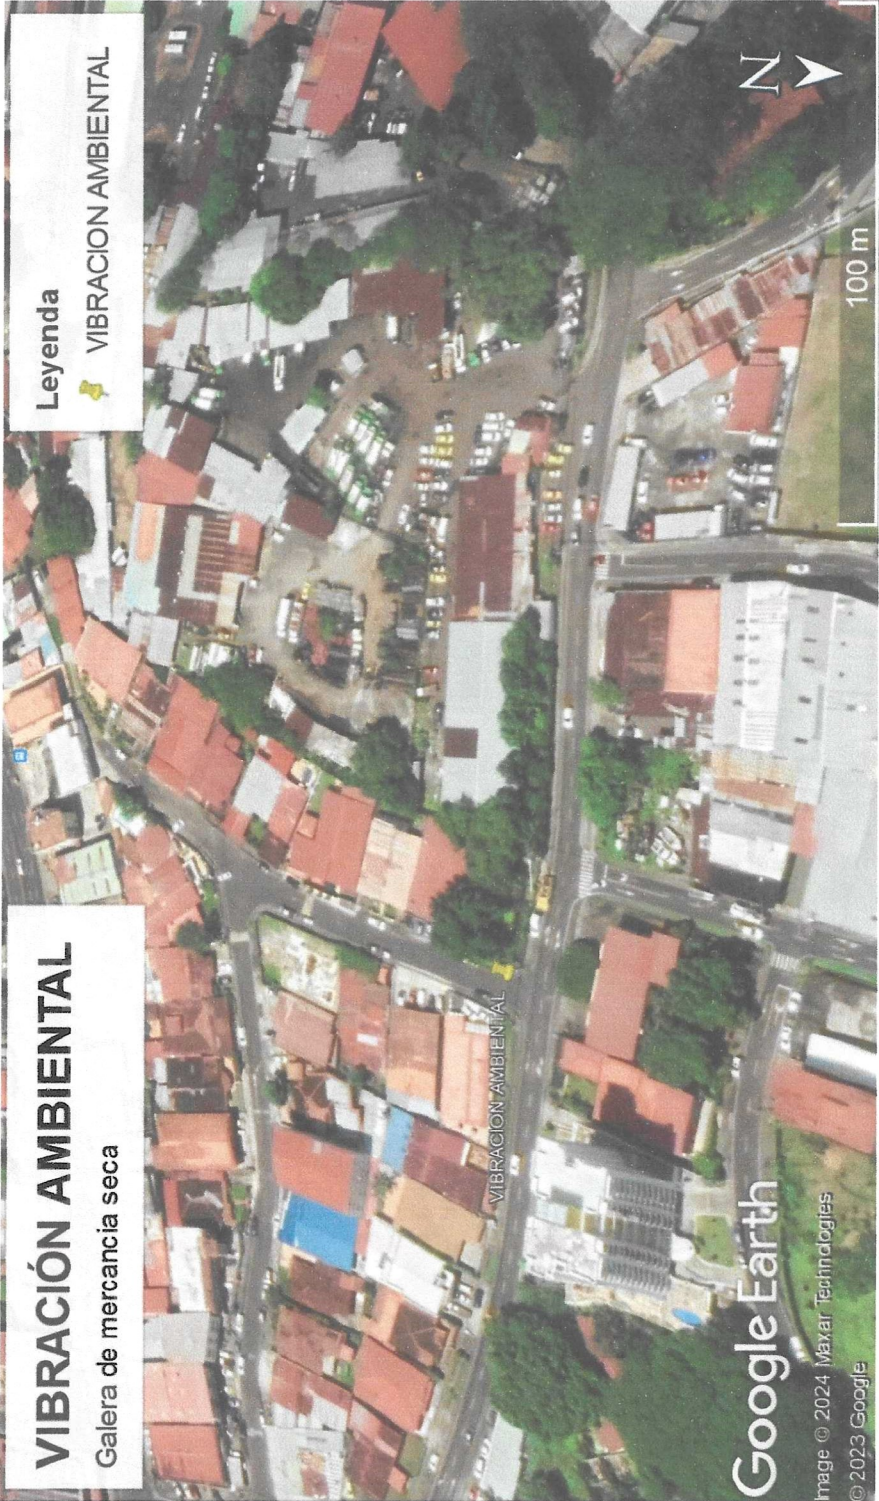 VIBRACIÓN AMBIENTAL
Galera de mercancia seca
Leyenda
VIBRACION AMBIENTAL
VIBRACIÓN AMBIENTAL
N
Google Earth
Image © 2024 Maxar Technologies
© 2023 Google
100 m